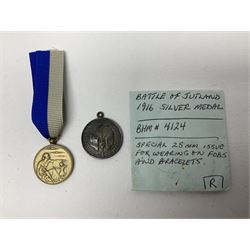 BATTLE OF JUTLAND
1916 SILVER MEDAL
BHM # 4124
SPECIAL 25MM ISSUE
FOR WEARING ON FOBS
AND BRACELETS.
R